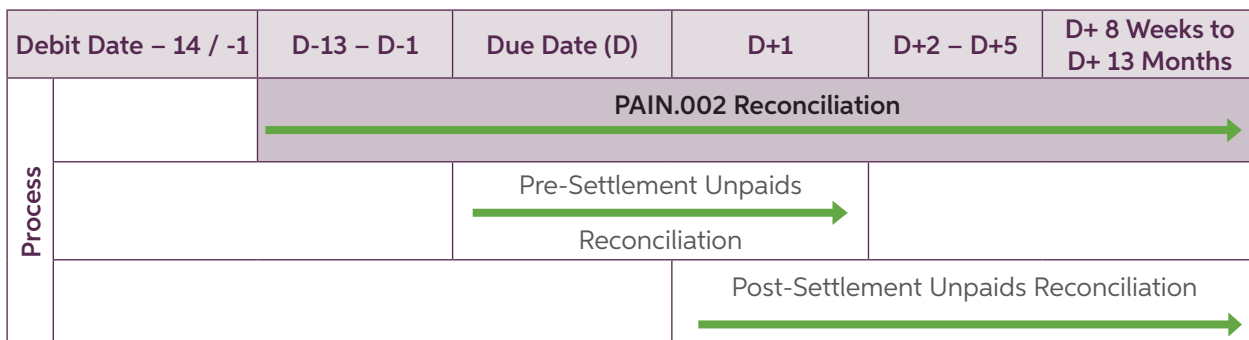 Debit Date – 14 / -1
D-13 – D-1
Due Date (D)
D+1
D+2 – D+5
D+ 8 Weeks to
D+ 13 Months
Process
PAIN.002 Reconciliation
Pre-Settlement Unpaids
Reconciliation
Post-Settlement Unpaids Reconciliation